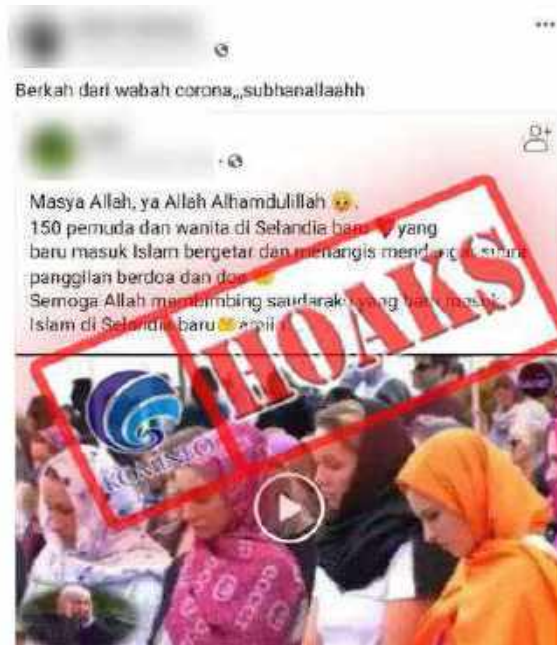 Berkah dari wabah corona,,,subhanallaahh
Masya Allah, ya Allah Alhamdulillah
150 pemuda dan wanita di Selandia baru yang
baru masuk Islam bergetar dan menangis mendengar suara
panggilan berdoa dan doa
Semoga Allah membimbing saudaraku yang baru masuk
Islam di Selandia baru
HOAKS
KOMINFO